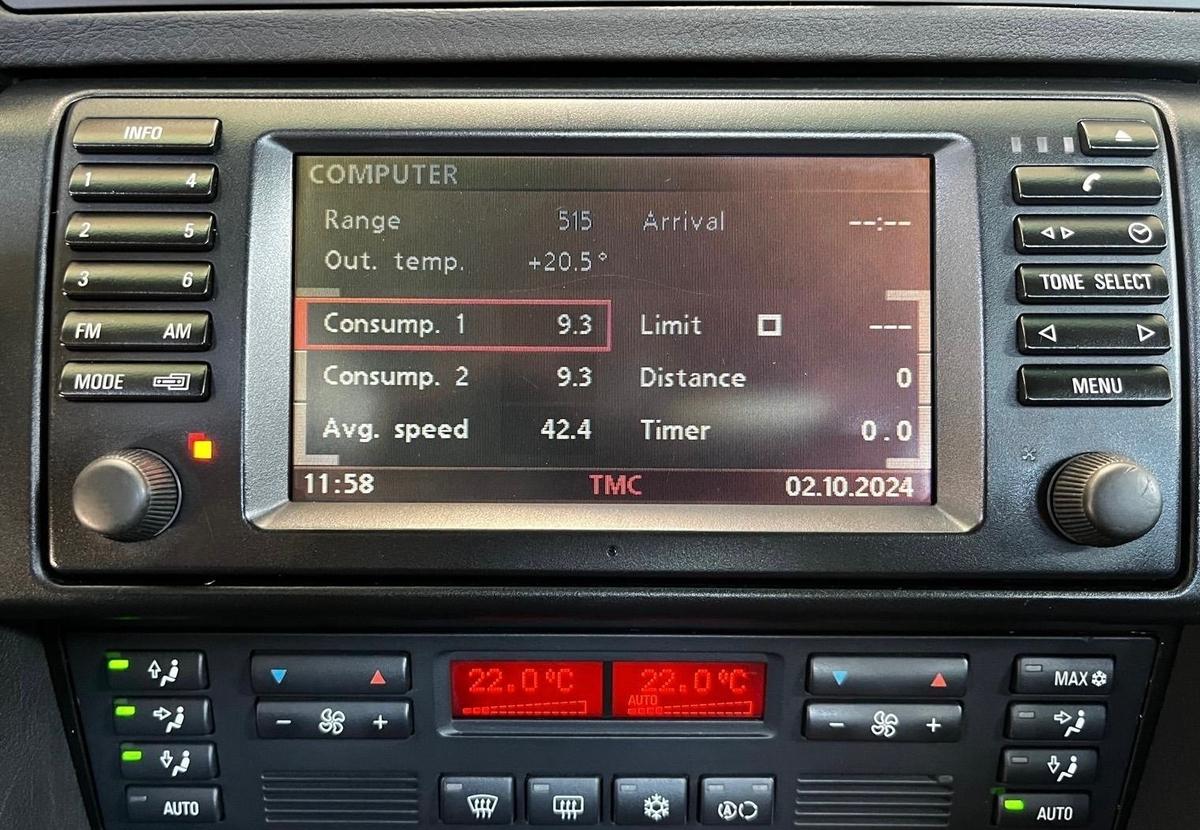 INFO
1 4
2 5
3 6
FM AM
MODE
COMPUTER
Range 515 Arrival --:--
Out. temp. +20.5°
Consump. 1 9.3 Limit ---
Consump. 2 9.3 Distance 0
Avg. speed 42.4 Timer 0.0
11:58 TMC 02.10.2024
TONE SELECT
MENU
22.0°C 22.0°C
AUTO
- + - +
MAX
AUTO
AUTO
A